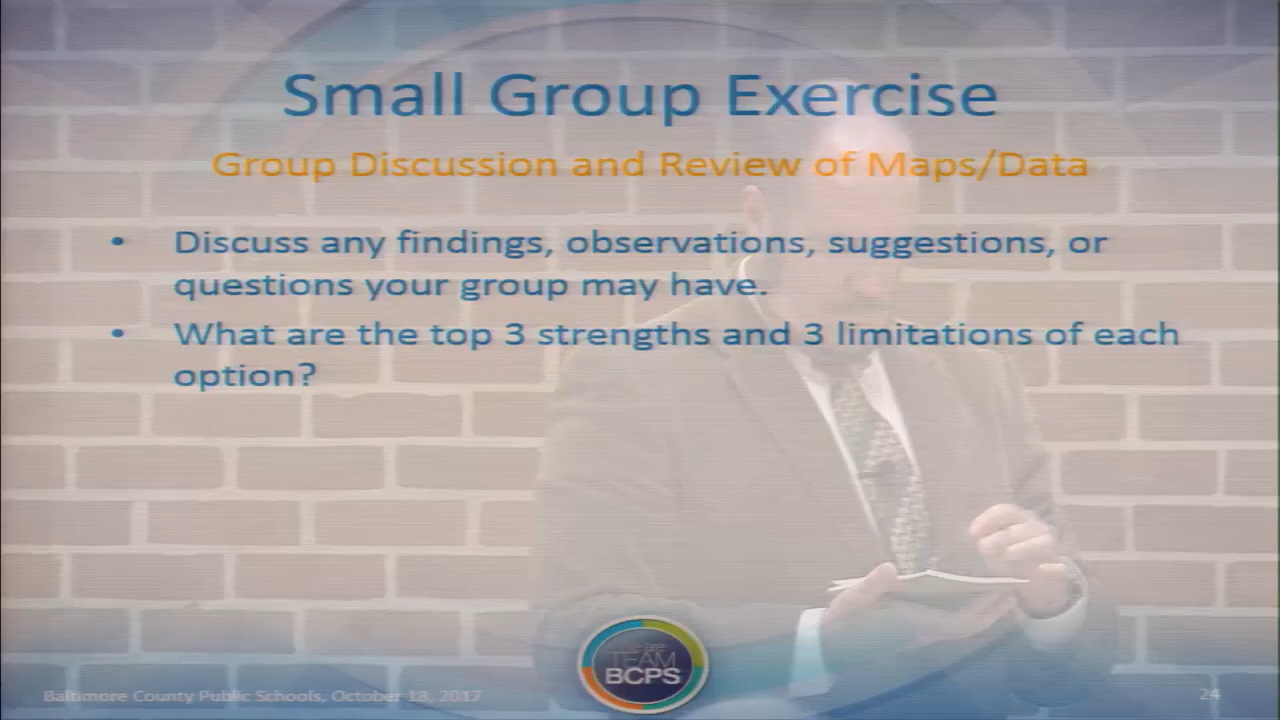 Small Group Exercise
Group Discussion and Review of Maps/Data
• Discuss any findings, observations, suggestions, or
questions your group may have.
• What are the top 3 strengths and 3 limitations of each
option?
TEAM
BCPS
Baltimore County Public Schools, October 18, 2017
24